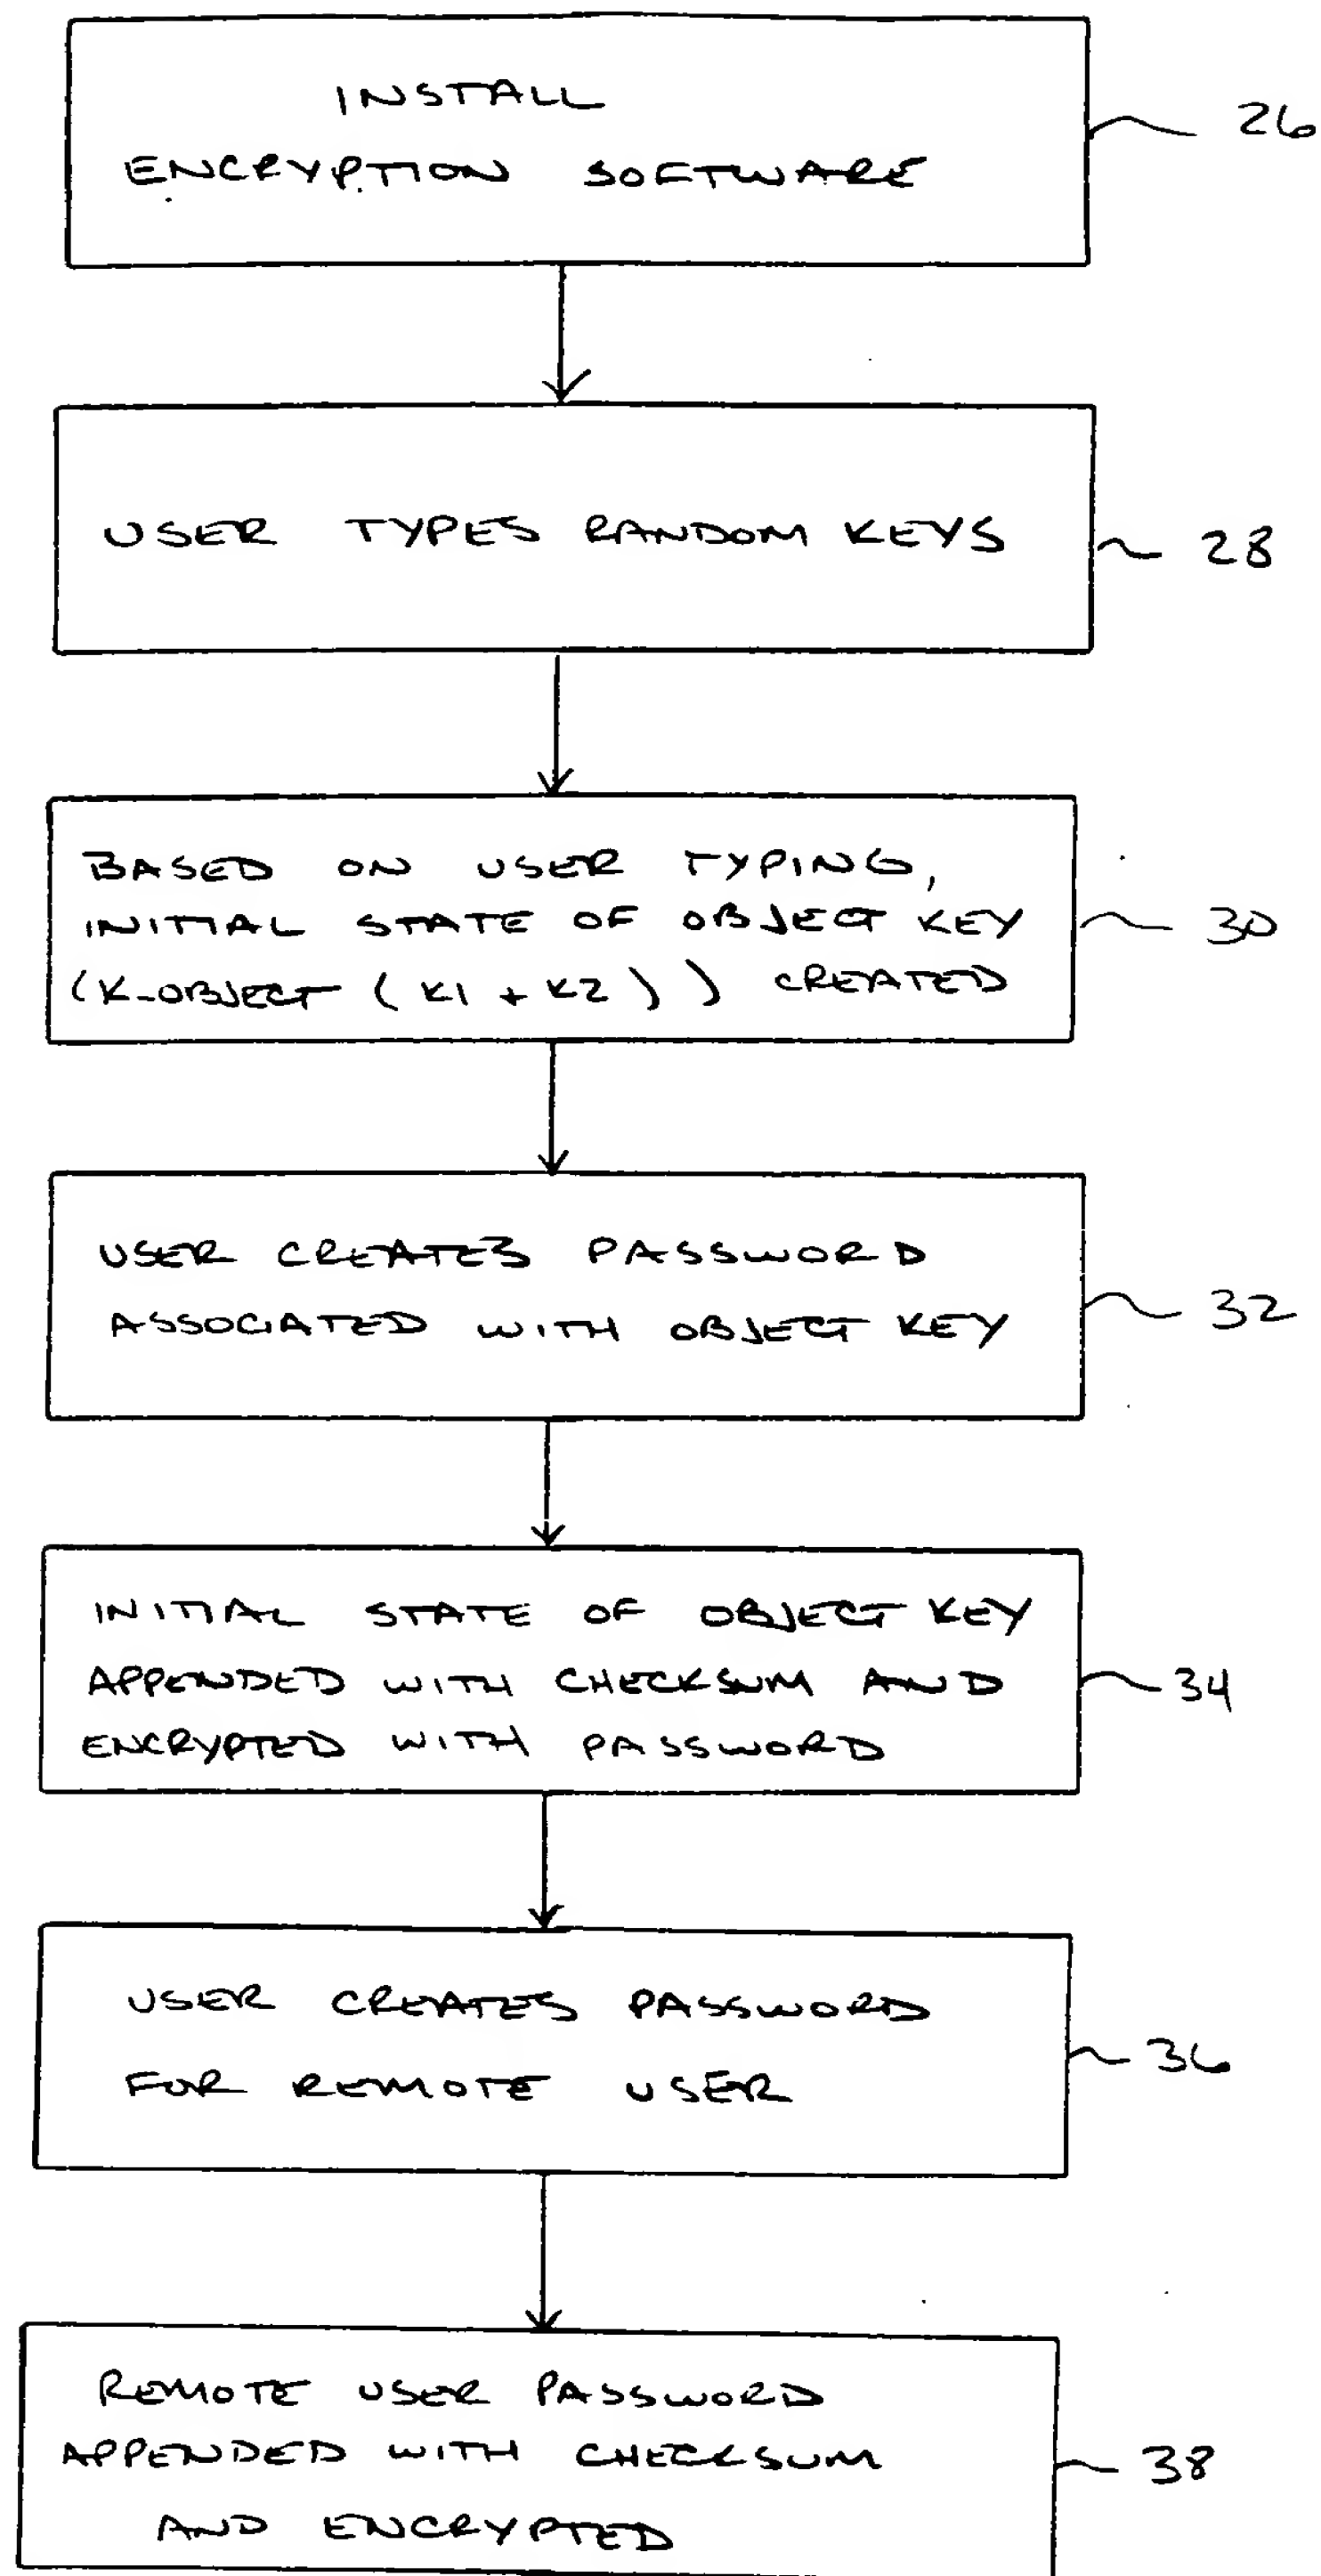 INSTALL
ENCRYPTION SOFTWARE
26
USER TYPES RANDOM KEYS
28
BASED ON USER TYPING,
INITIAL STATE OF OBJECT KEY
(K-OBJECT (K1 + K2)) CREATED
30
USER CREATES PASSWORD
ASSOCIATED WITH OBJECT KEY
32
INITIAL STATE OF OBJECT KEY
APPENDED WITH CHECKSUM AND
ENCRYPTED WITH PASSWORD
34
USER CREATES PASSWORD
FOR REMOTE USER
36
REMOTE USER PASSWORD
APPENDED WITH CHECKSUM
AND ENCRYPTED
38